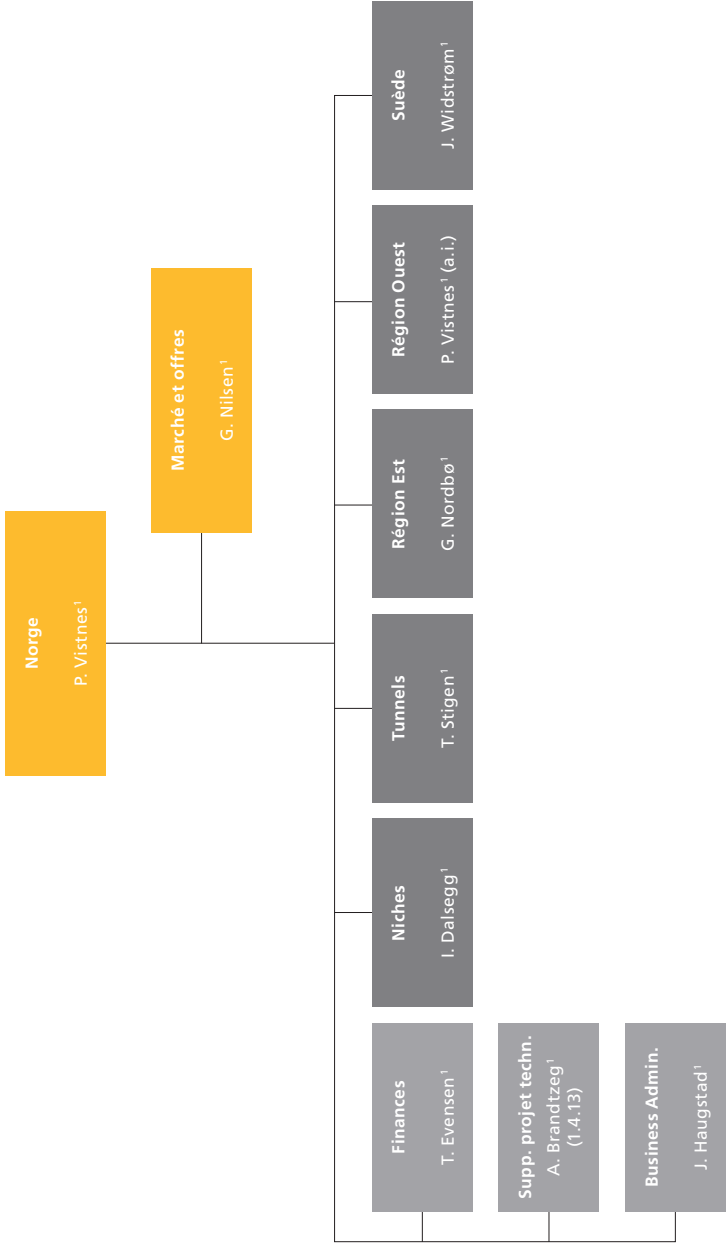 Norge
P. Vistnes¹
Marché et offres
G. Nilsen¹
Finances
T. Evensen¹
Supp. projet techn.
A. Brandtzeg¹
(1.4.13)
Business Admin.
J. Haugstad¹
Niches
I. Dalsegg¹
Tunnels
T. Stigen¹
Région Est
G. Nordbø¹
Région Ouest
P. Vistnes¹ (a.i.)
Suède
J. Widstrøm¹